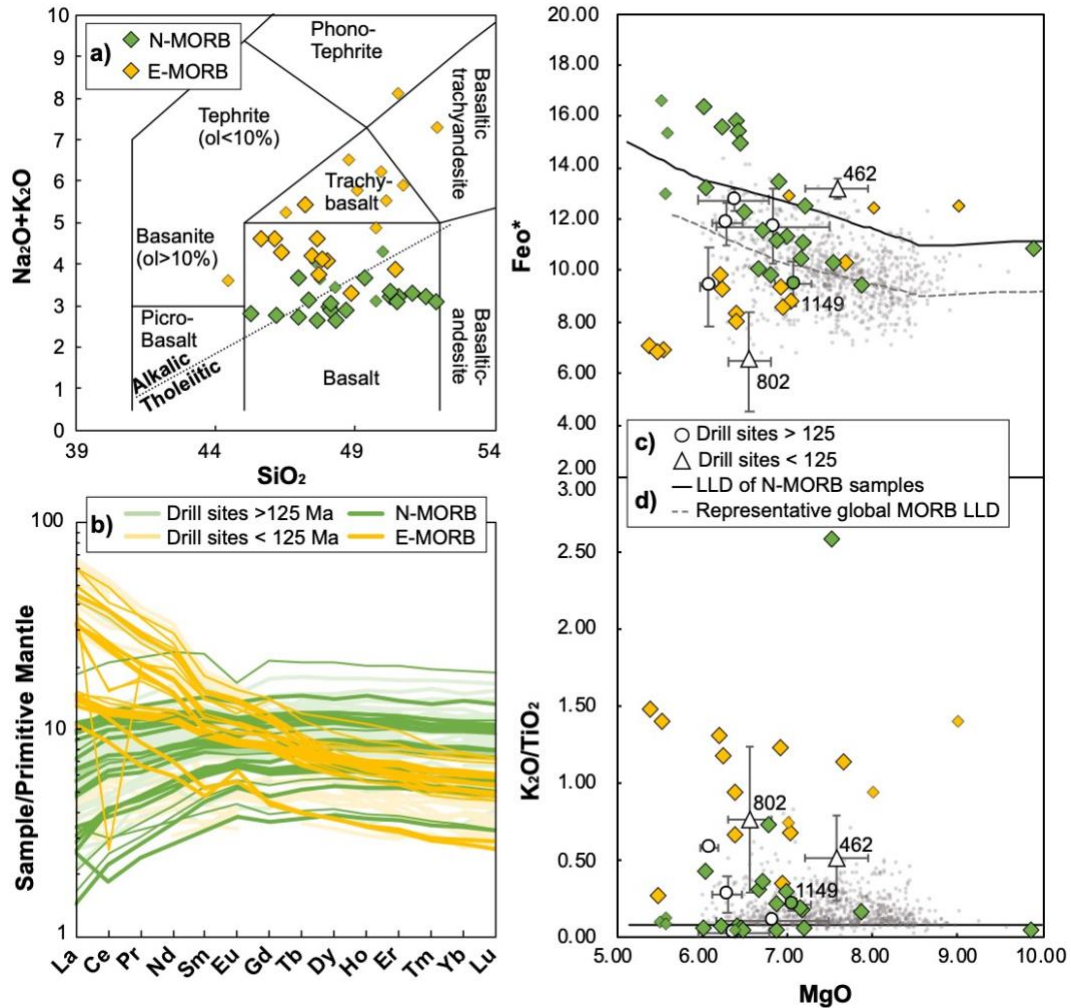 a)
N-MORB
E-MORB
Phono-
Tephrite
Tephrite
(ol<10%)
Basaltic
trachyandesite
Trachy-
basalt
Basanite
(ol>10%)
Picro-
Basalt
Alkalic
Tholeiitic
Basalt
Basaltic-
andesite
10
9
8
7
6
5
4
3
2
1
0
39
44
49
54
Na₂O+K₂O
SiO₂
b)
Drill sites >125 Ma
N-MORB
Drill sites < 125 Ma
E-MORB
100
10
1
Sample/Primitive Mantle
La
Ce
Pr
Nd
Sm
Eu
Gd
Tb
Dy
Ho
Er
Tm
Yb
Lu
20.00
18.00
16.00
14.00
12.00
10.00
8.00
6.00
4.00
2.00
Feo*
462
1149
802
c)
Drill sites > 125
Drill sites < 125
LLD of N-MORB samples
d)
Representative global MORB LLD
3.00
2.50
2.00
1.50
1.00
0.50
0.00
K₂O/TiO₂
802
462
1149
5.00
6.00
7.00
8.00
9.00
10.00
MgO